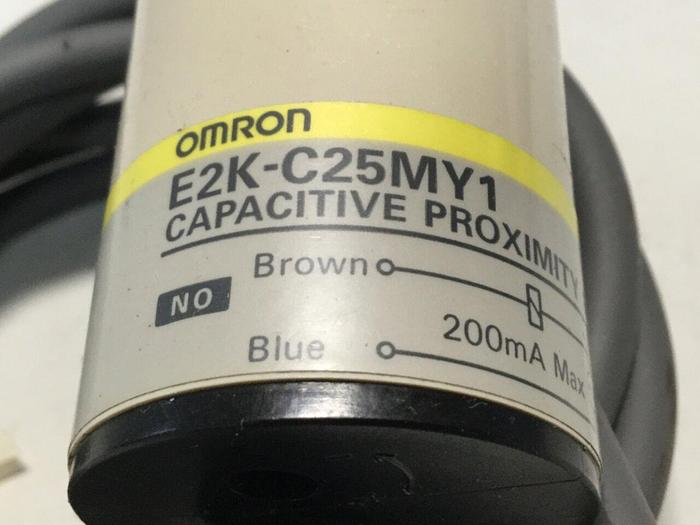 OMRON
E2K-C25MY1
CAPACITIVE PROXIMITY
Brown
NO
200mA Max
Blue